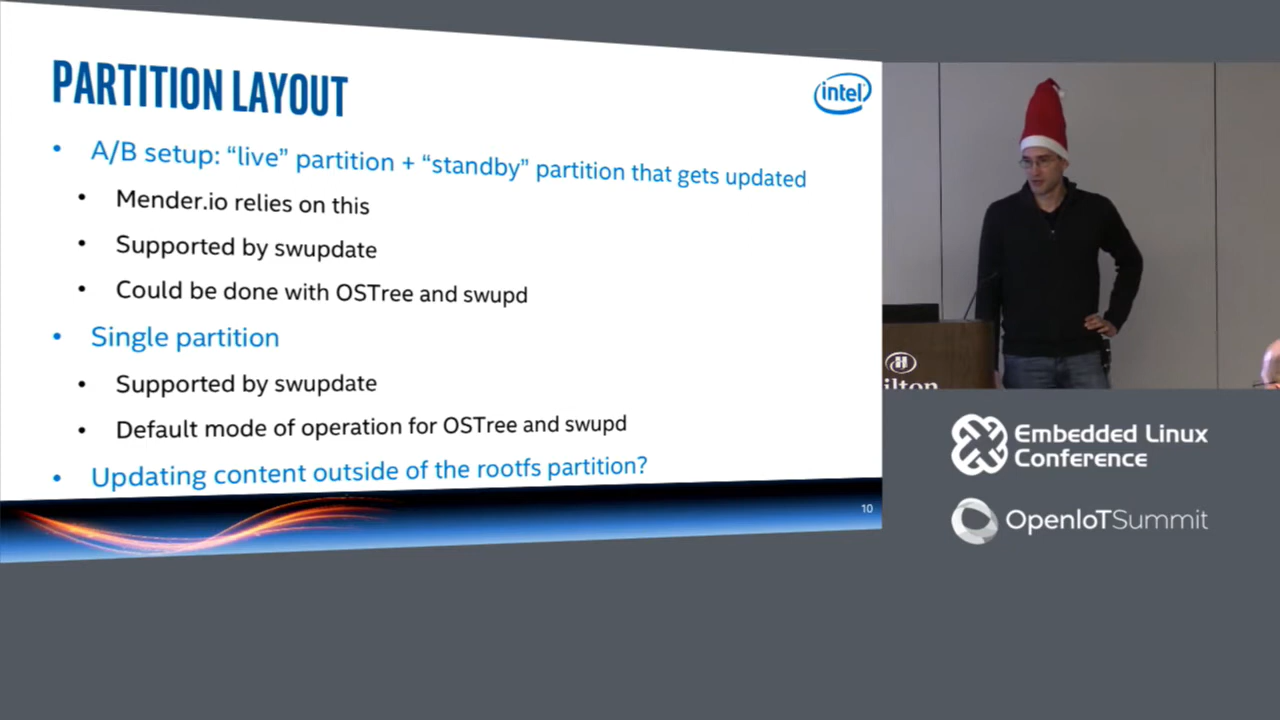 PARTITION LAYOUT
intel
• A/B setup: “live” partition + “standby” partition that gets updated
• Mender.io relies on this
• Supported by swupdate
• Could be done with OSTree and swupd
• Single partition
• Supported by swupdate
• Default mode of operation for OSTree and swupd
• Updating content outside of the rootfs partition?
10
H
ilton
Embedded Linux
Conference
OpenIoTSummit